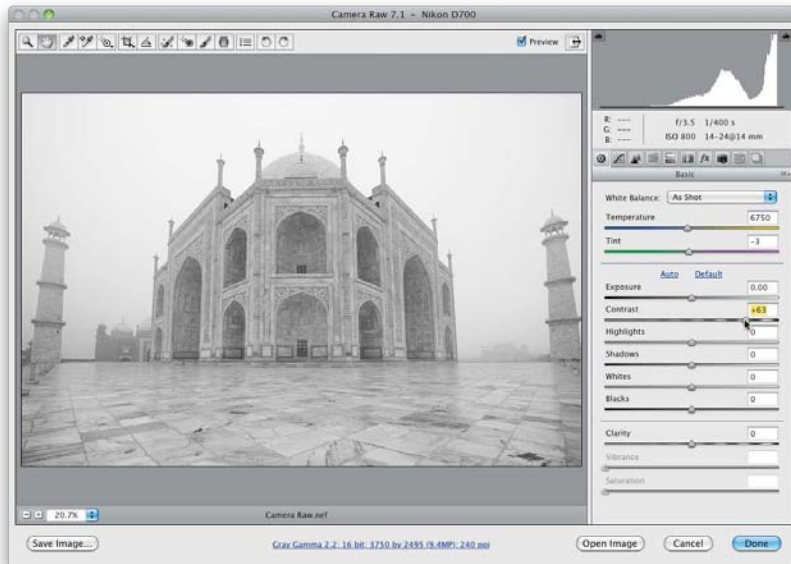 Camera Raw 7.1 – Nikon D700
Preview
R: ---
G: ---
B: ---
f/3.5 1/400 s
ISO 800 14-24@14 mm
Basic
White Balance: As Shot
Temperature 6750
Tint -3
Auto Default
Exposure 0.00
Contrast +63
Highlights 0
Shadows 0
Whites 0
Blacks 0
Clarity 0
Vibrance
Saturation
20.7%
Camera Raw.nef
Save Image...
Gray Gamma 2.2; 16 bit; 3750 by 2495 (9.4MP); 240 ppi
Open Image
Cancel
Done